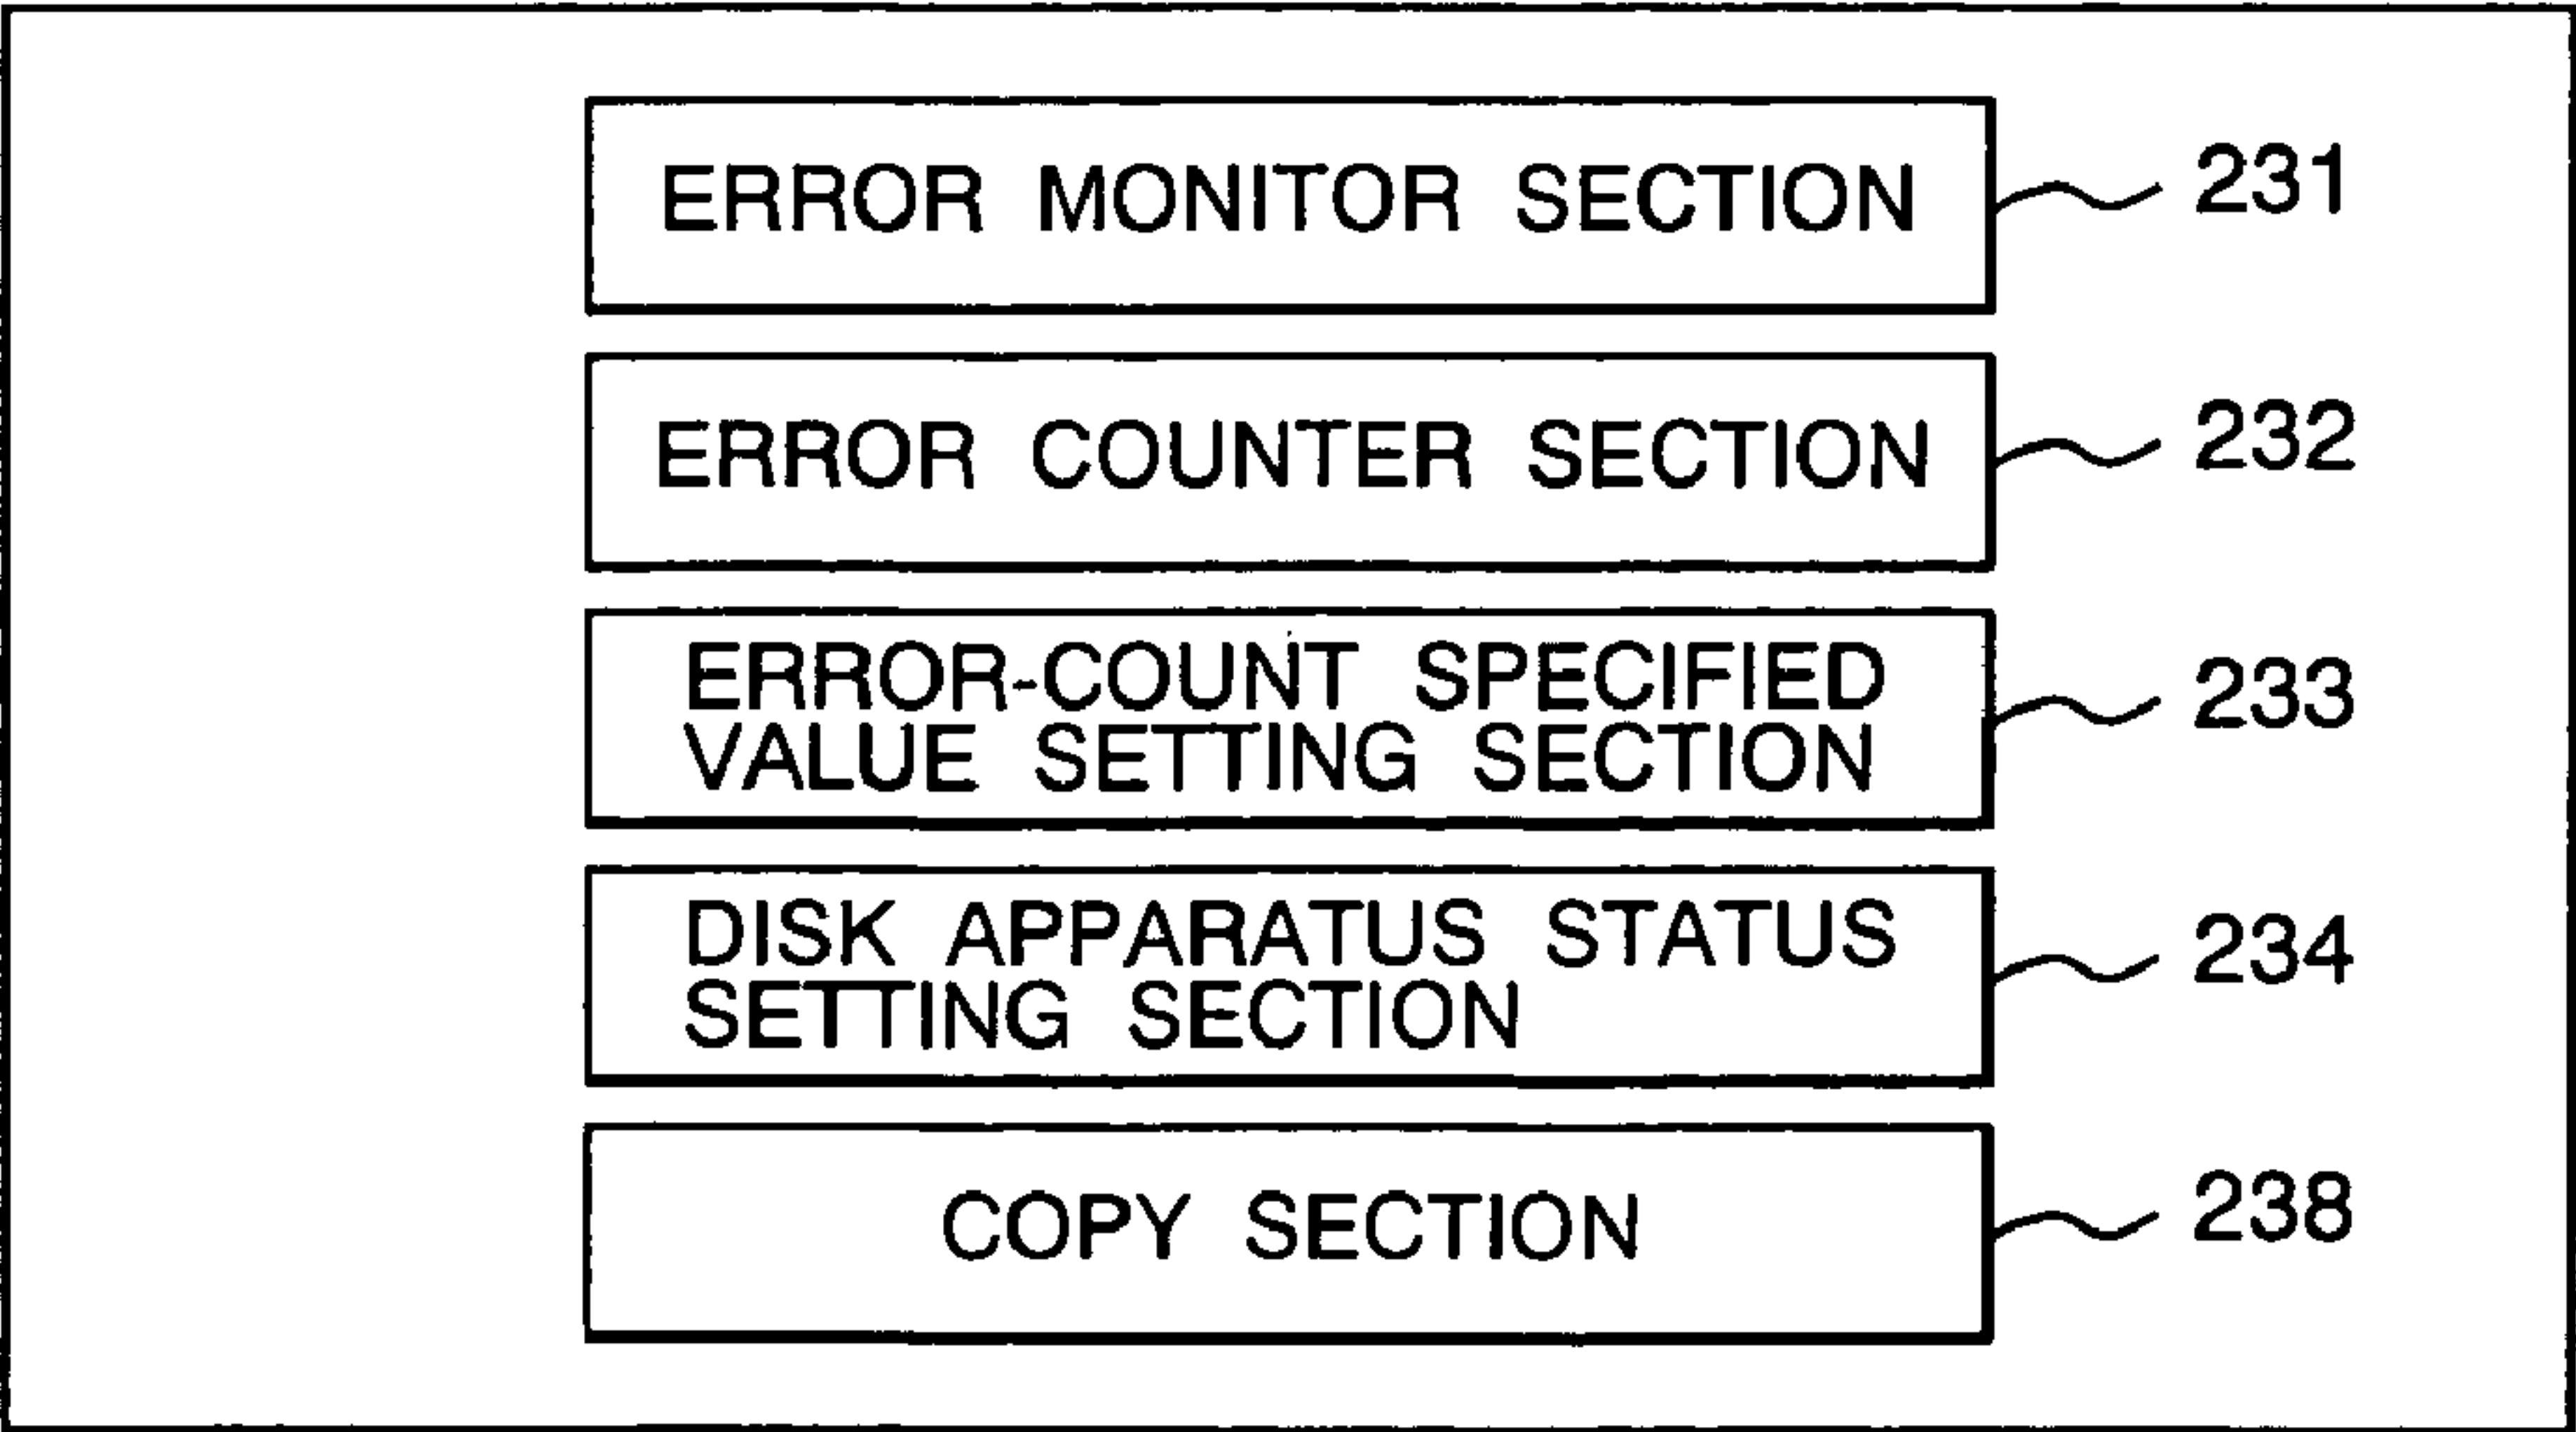 ERROR MONITOR SECTION
231
ERROR COUNTER SECTION
232
ERROR-COUNT SPECIFIED
VALUE SETTING SECTION
233
DISK APPARATUS STATUS
SETTING SECTION
234
COPY SECTION
238